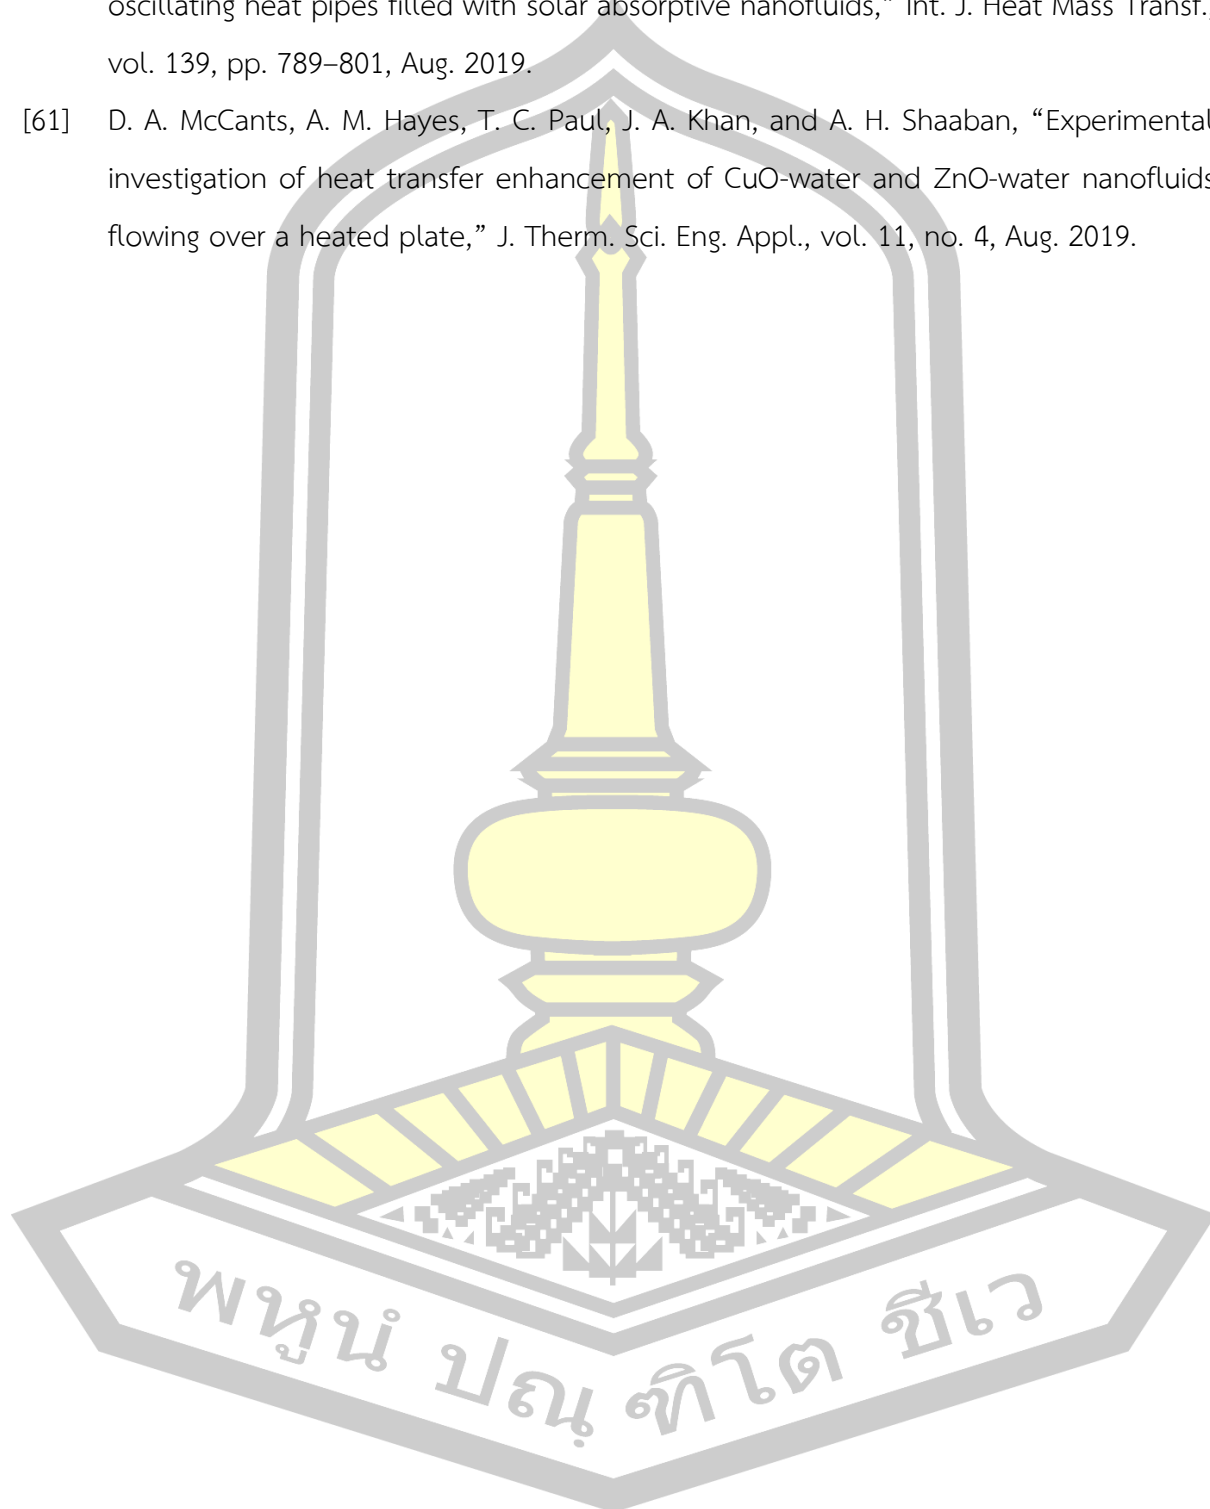 oscillating heat pipes filled with solar absorptive nanofluids,” Int. J. Heat Mass Transf.,
vol. 139, pp. 789–801, Aug. 2019.
[61] D. A. McCants, A. M. Hayes, T. C. Paul, J. A. Khan, and A. H. Shaaban, “Experimental
investigation of heat transfer enhancement of CuO-water and ZnO-water nanofluids
flowing over a heated plate,” J. Therm. Sci. Eng. Appl., vol. 11, no. 4, Aug. 2019.
พหูนํ ปณฺ ฑิโต ชีเว